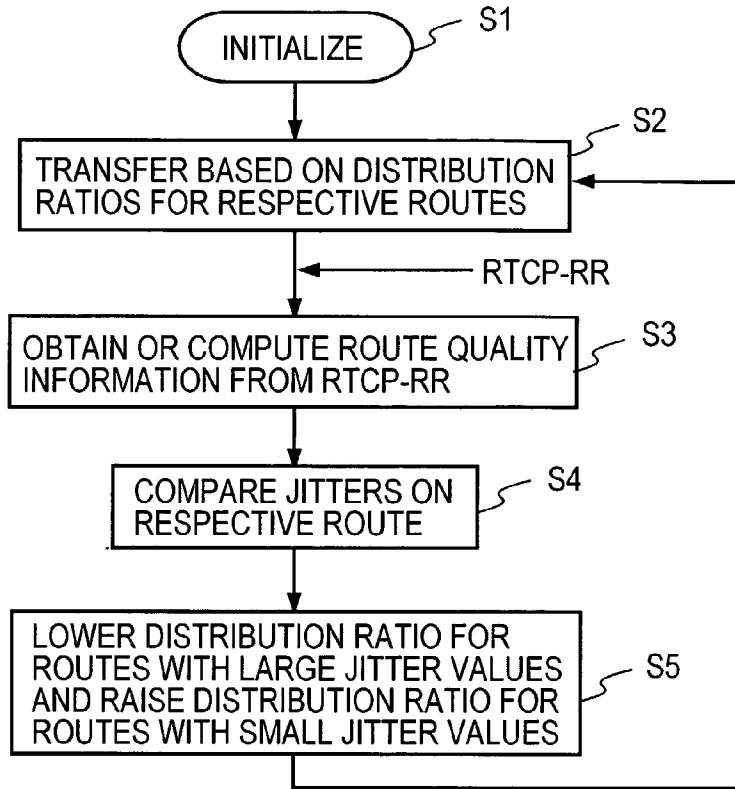 INITIALIZE
S1
S2
TRANSFER BASED ON DISTRIBUTION
RATIOS FOR RESPECTIVE ROUTES
RTCP-RR
S3
OBTAIN OR COMPUTE ROUTE QUALITY
INFORMATION FROM RTCP-RR
S4
COMPARE JITTERS ON
RESPECTIVE ROUTE
S5
LOWER DISTRIBUTION RATIO FOR
ROUTES WITH LARGE JITTER VALUES
AND RAISE DISTRIBUTION RATIO FOR
ROUTES WITH SMALL JITTER VALUES